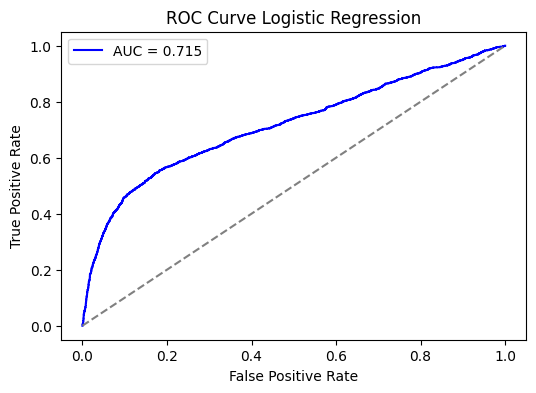 ROC Curve Logistic Regression
AUC = 0.715
1.0
0.8
0.6
0.4
0.2
0.0
True Positive Rate
0.0 0.2 0.4 0.6 0.8 1.0
False Positive Rate